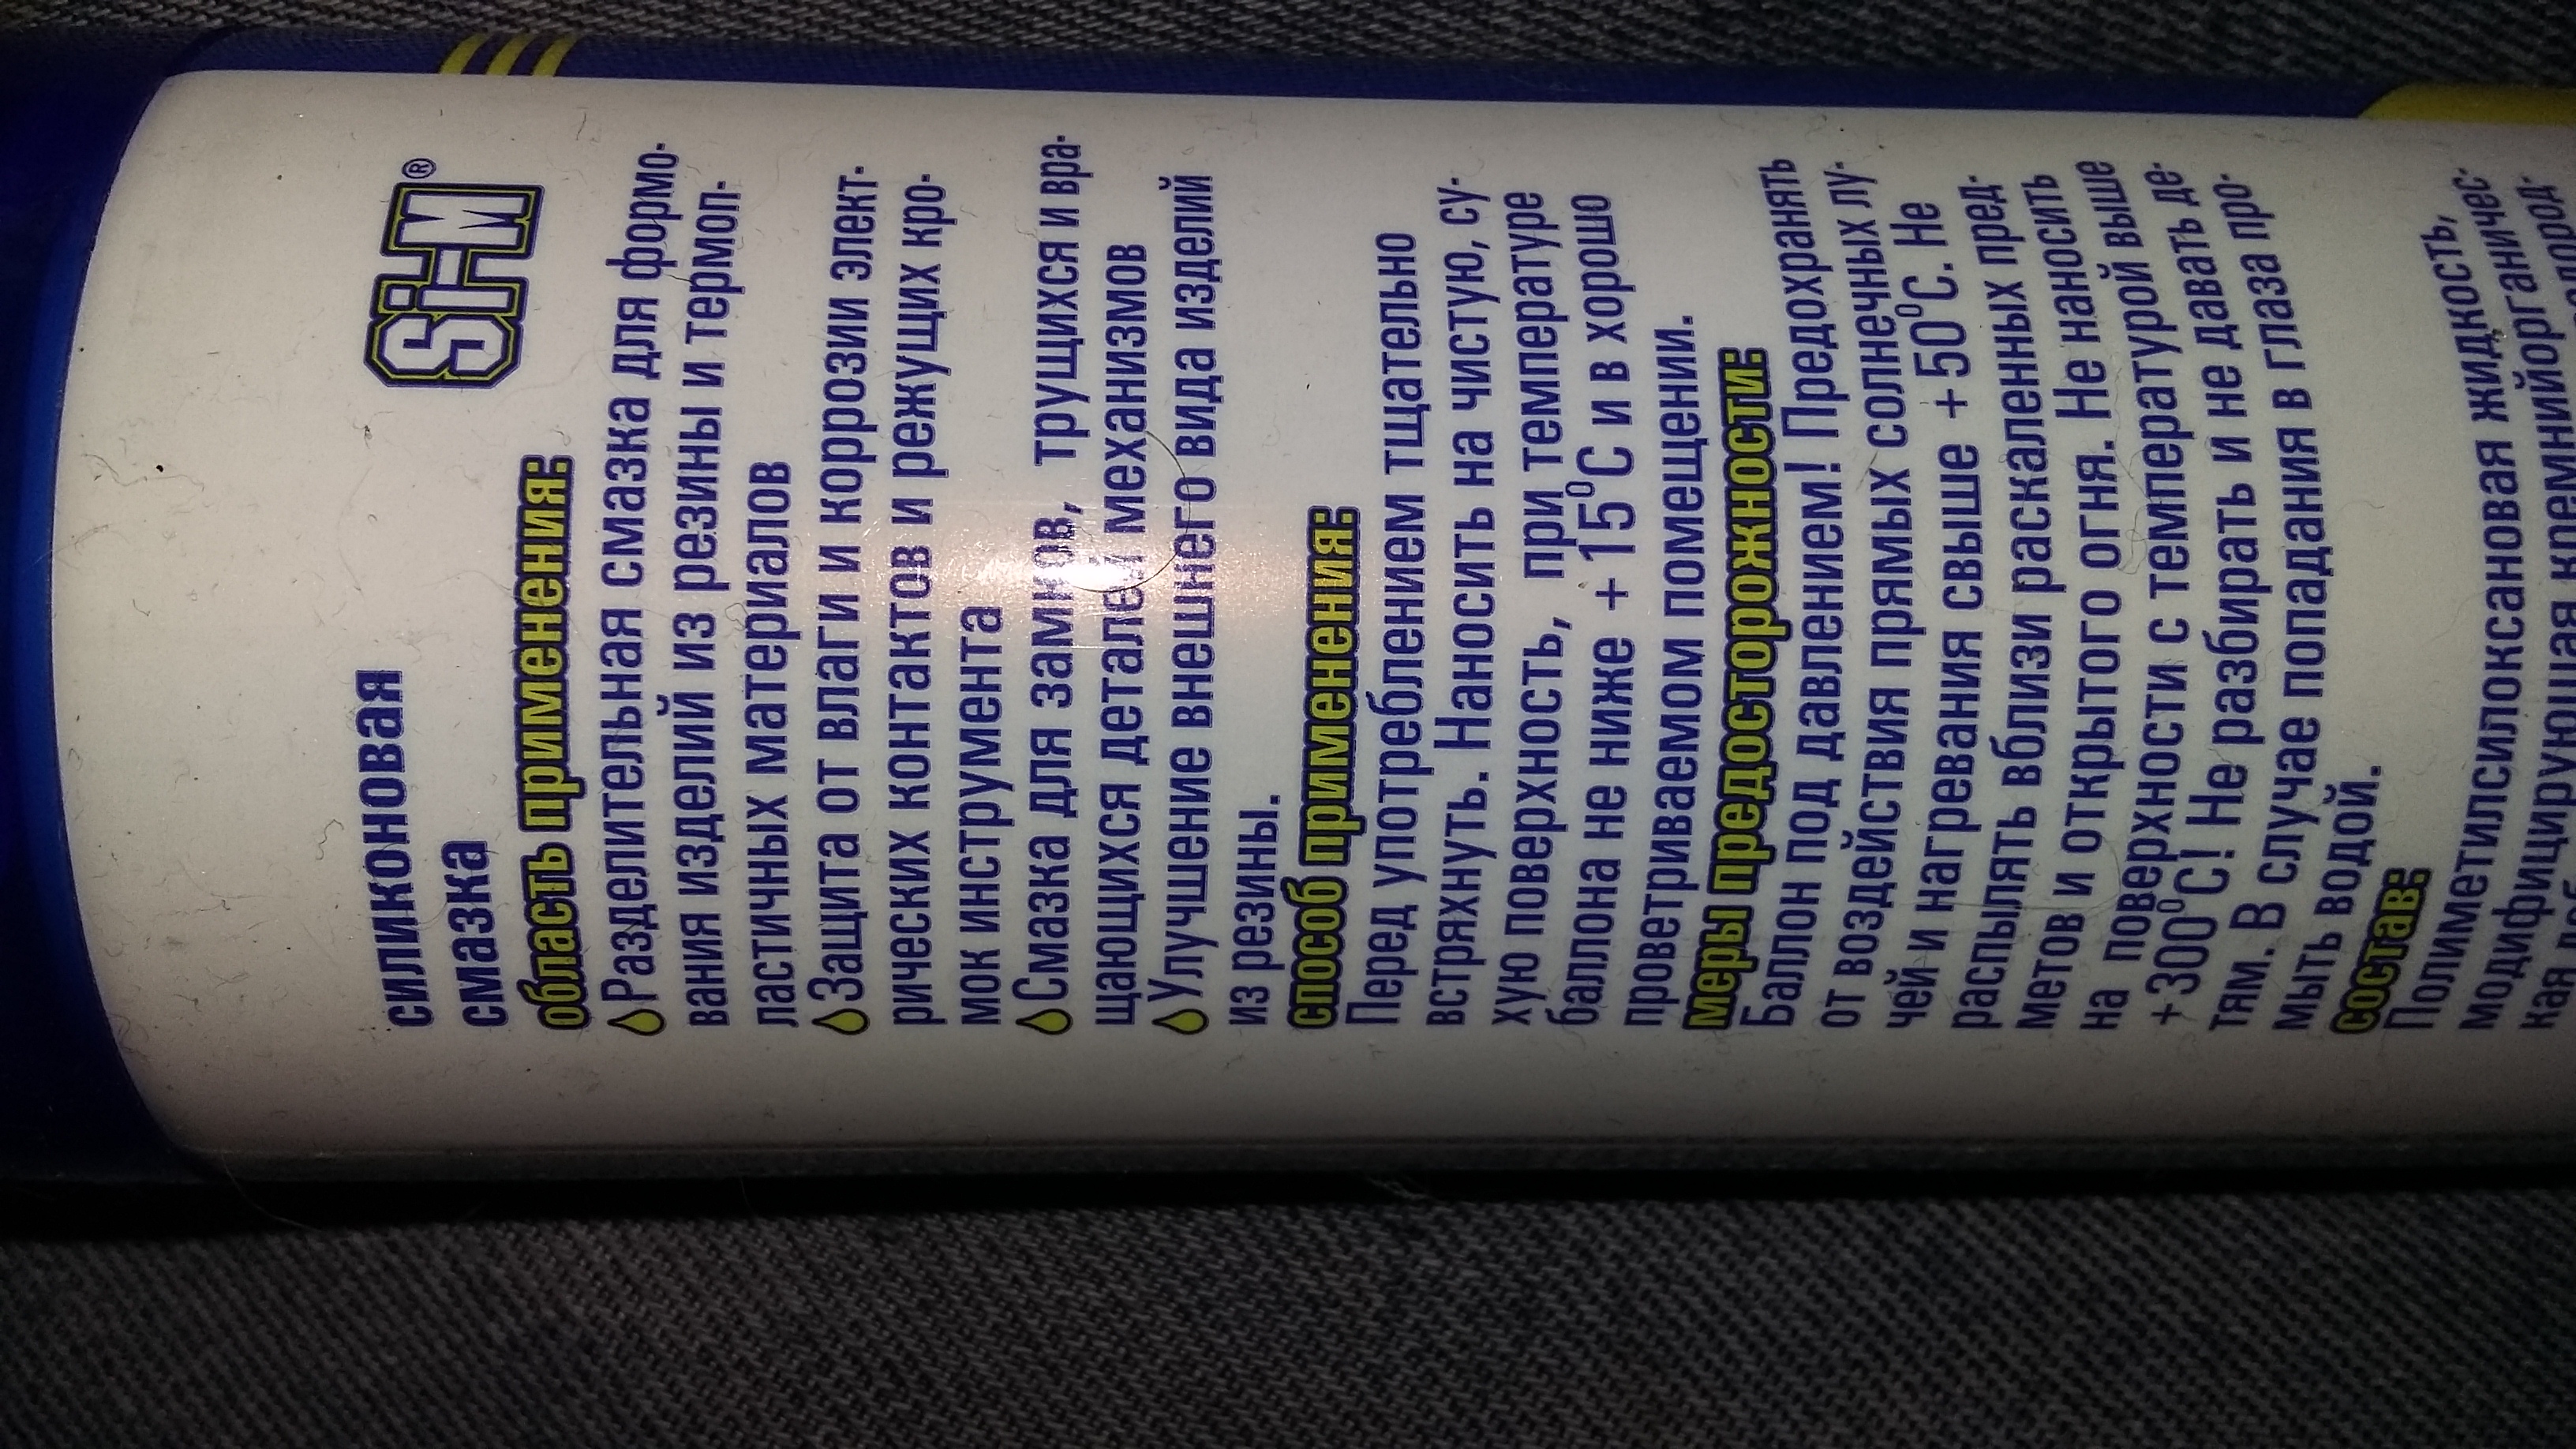 силиконовая
смазка
Si-M®
область применения:
Разделительная смазка для формо-
вания изделий из резины и термоп-
ластичных материалов
Защита от влаги и коррозии элект-
рических контактов и режущих кро-
мок инструмента
Смазка для замков, трущихся и вра-
щающихся деталей механизмов
Улучшение внешнего вида изделий
из резины.
способ применения:
Перед употреблением тщательно
встряхнуть. Наносить на чистую, су-
хую поверхность, при температуре
баллона не ниже +15°С и в хорошо
проветриваемом помещении.
меры предосторожности:
Баллон под давлением! Предохранять
от воздействия прямых солнечных лу-
чей и нагревания свыше +50°С. Не
распылять вблизи раскаленных пред-
метов и открытого огня. Не наносить
на поверхности с температурой выше
+300°С! Не разбирать и не давать де-
тям. В случае попадания в глаза про-
мыть водой.
состав:
Полиметилсилоксановая жидкость,
модифицирующая кремнийорганичес-
кая